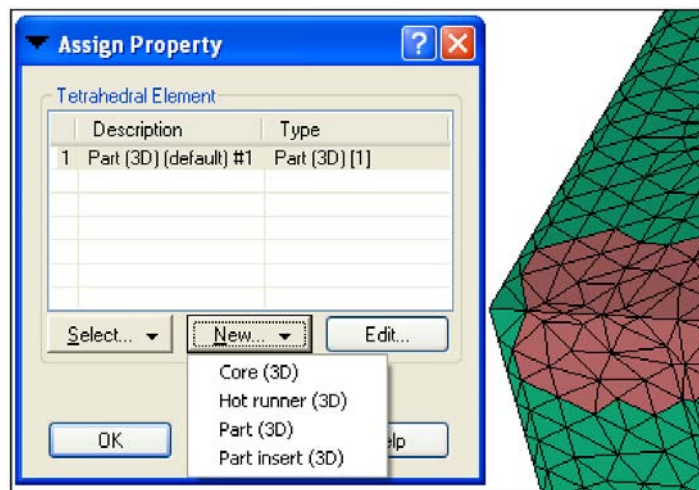 Assign Property
Tetrahedral Element
Description Type
1 Part (3D) (default) #1 Part (3D) [1]
Select... New... Edit...
Core (3D)
Hot runner (3D)
Part (3D)
Part insert (3D)
OK